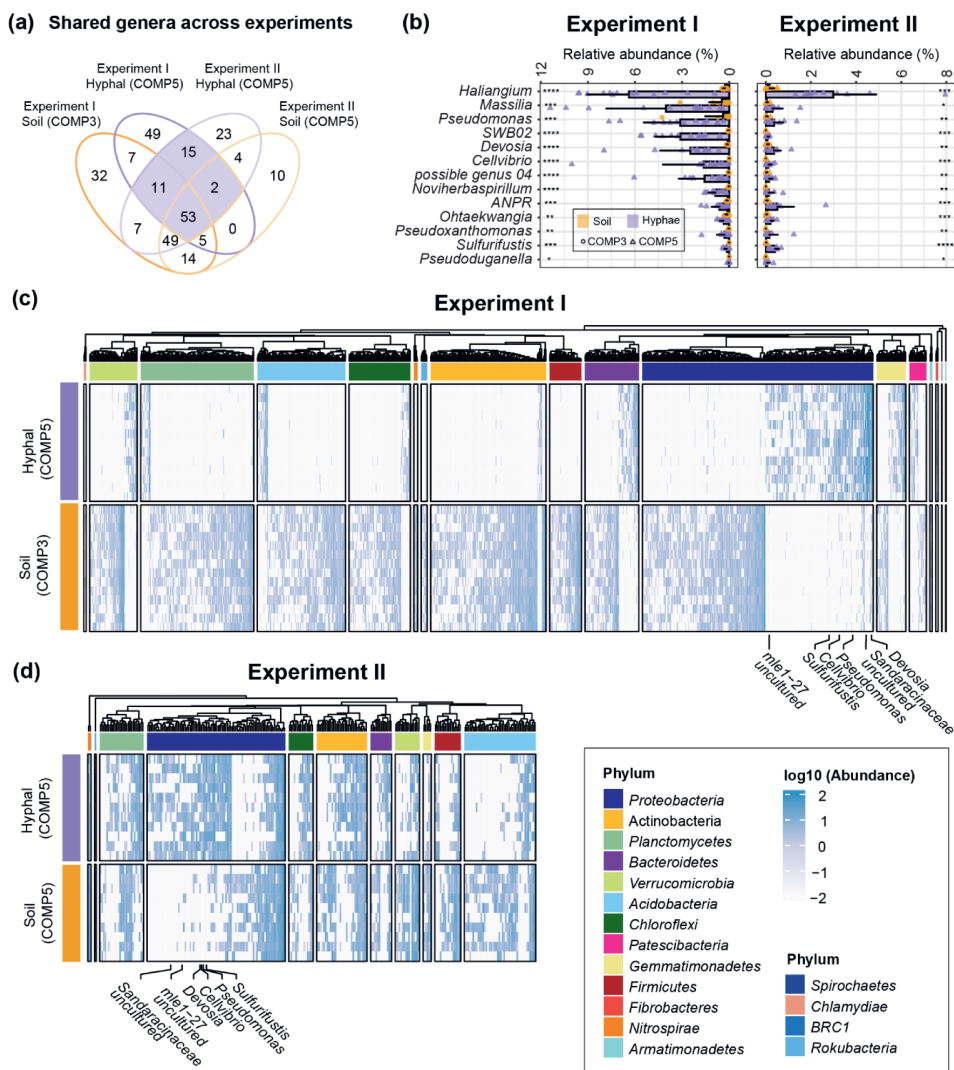 (a) Shared genera across experiments
Experiment I
Hyphal (COMP5)
Experiment II
Hyphal (COMP5)
Experiment I
Soil (COMP3)
Experiment II
Soil (COMP5)
49
23
32
7
15
4
10
11
2
53
7
49
5
0
14
(b) Experiment I Experiment II
Relative abundance (%) Relative abundance (%)
12 9 6 3 0 0 2 4 6 8
Haliangium
Massilia
Pseudomonas
SWB02
Devosia
Cellvibrio
possible genus 04
Noviherbaspirillum
ANPR
Ohtaekwangia
Pseudoxanthomonas
Sulfurifustis
Pseudoduganella
Soil Hyphae
COMP3 COMP5
(c) Experiment I
Hyphal
(COMP5)
Soil
(COMP3)
mle1-27
uncultured
Sulfurifustis
Cellvibrio
Pseudomonas
Sandaracinaceae
uncultured
Devosia
(d) Experiment II
Hyphal
(COMP5)
Soil
(COMP5)
Sandaracinaceae
uncultured
mle1-27
uncultured
Devosia
Cellvibrio
Pseudomonas
Sulfurifustis
Phylum
Proteobacteria
Actinobacteria
Planctomycetes
Bacteroidetes
Verrucomicrobia
Acidobacteria
Chloroflexi
Patescibacteria
Gemmatimonadetes
Firmicutes
Fibrobacteres
Nitrospirae
Armatimonadetes
log10 (Abundance)
2
1
0
−1
−2
Phylum
Spirochaetes
Chlamydiae
BRC1
Rokubacteria